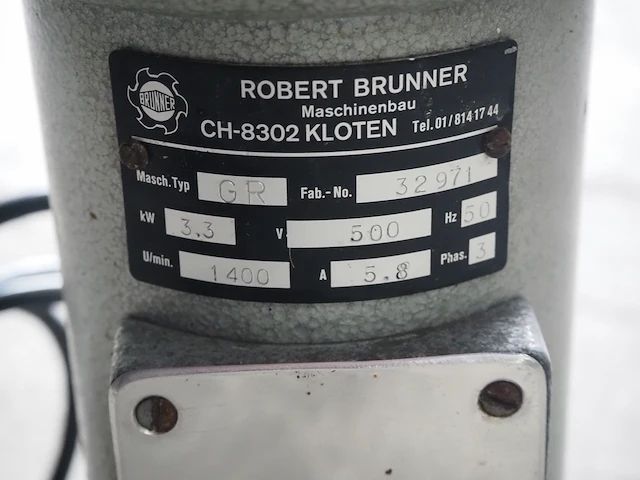 BRUNNER
ROBERT BRUNNER
Maschinenbau
CH-8302 KLOTEN Tel. 01/814 17 44
Masch.Typ GR Fab.-No. 32971
kW 3,3 V 500 Hz 50
U/min. 1400 A 5.8 Phas. 3